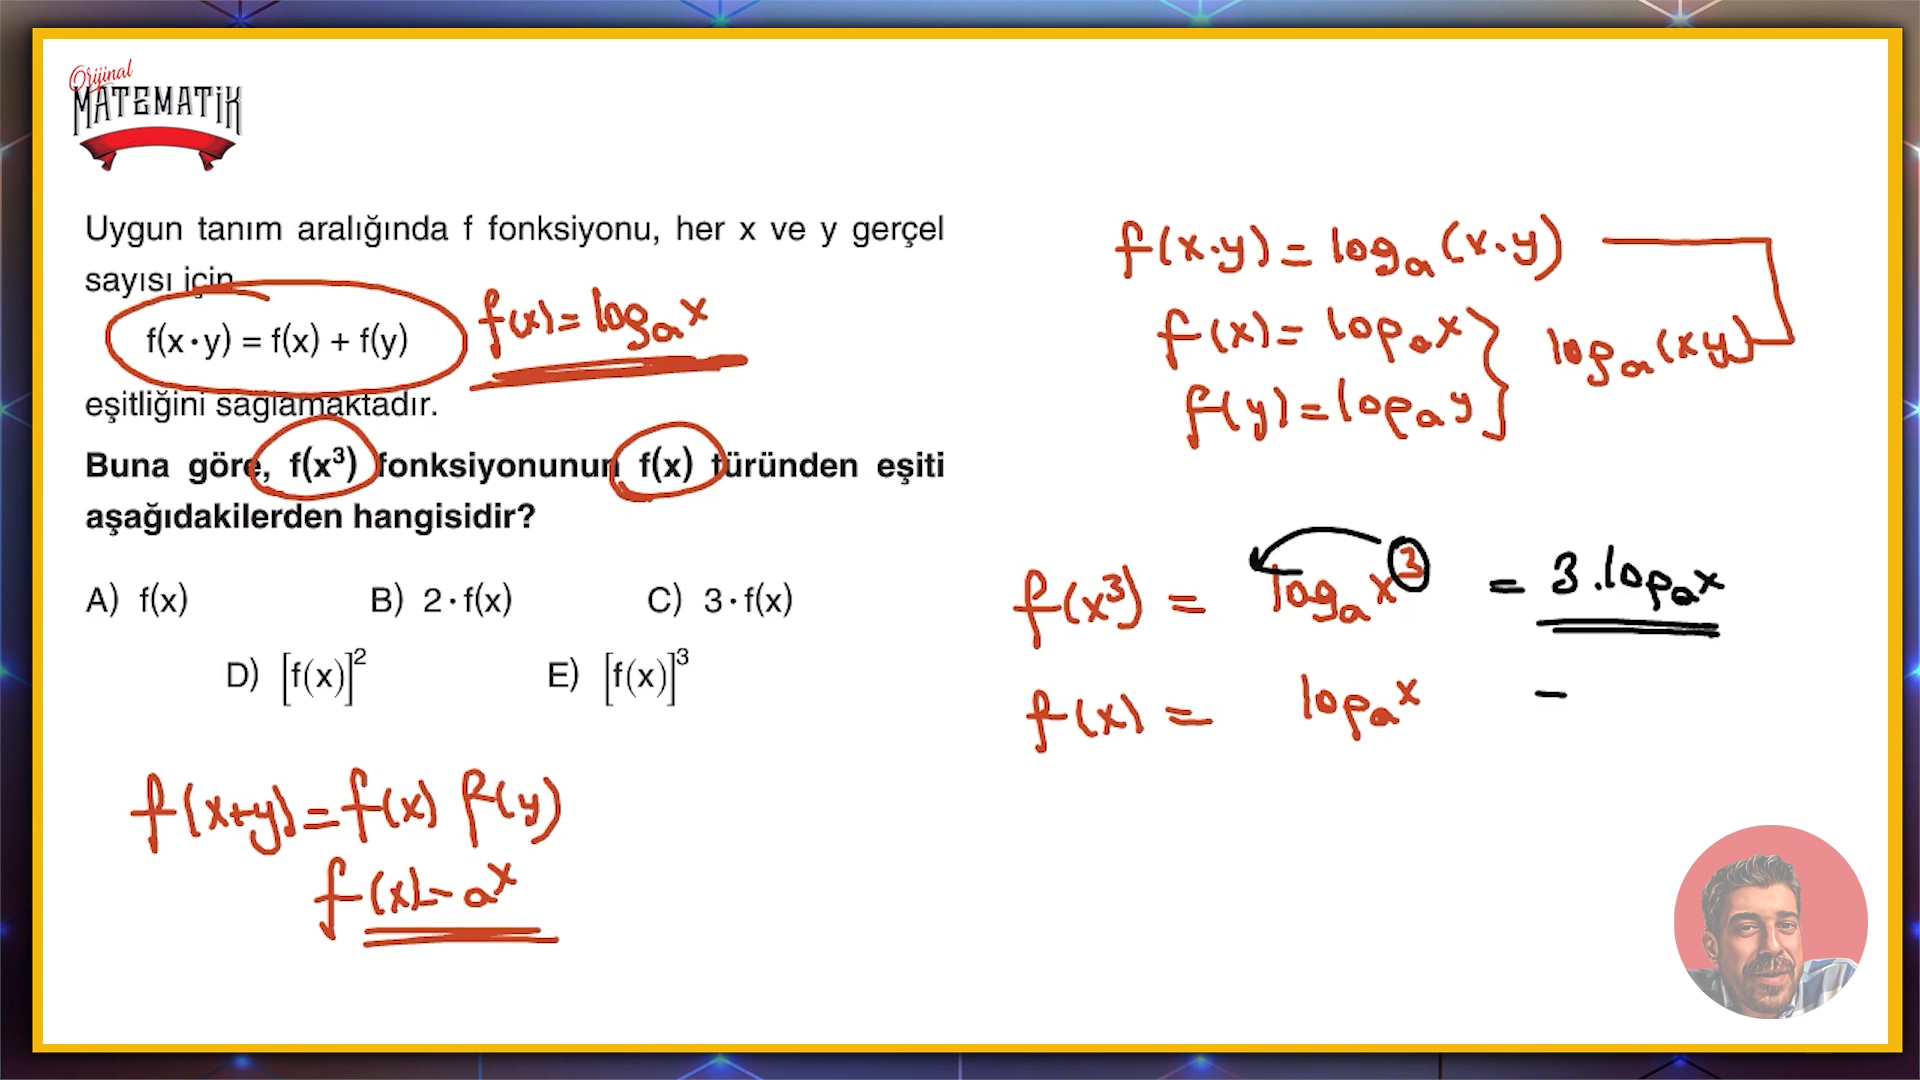 Orijinal
MATEMATİK
Uygun tanım aralığında f fonksiyonu, her x ve y gerçel
sayısı için
f(x·y) = f(x) + f(y)
f(x) = logₐx
eşitliğini sağlamaktadır.
Buna göre, f(x³) fonksiyonunun f(x) türünden eşiti
aşağıdakilerden hangisidir?
A) f(x) B) 2·f(x) C) 3·f(x)
D) [f(x)]² E) [f(x)]³
f(x+y) = f(x) f(y)
f(x) = aˣ
f(x·y) = logₐ(x·y)
f(x) = logₐx
f(y) = logₐy
logₐ(xy)
f(x³) = logₐx³ = 3.logₐx
f(x) = logₐx –